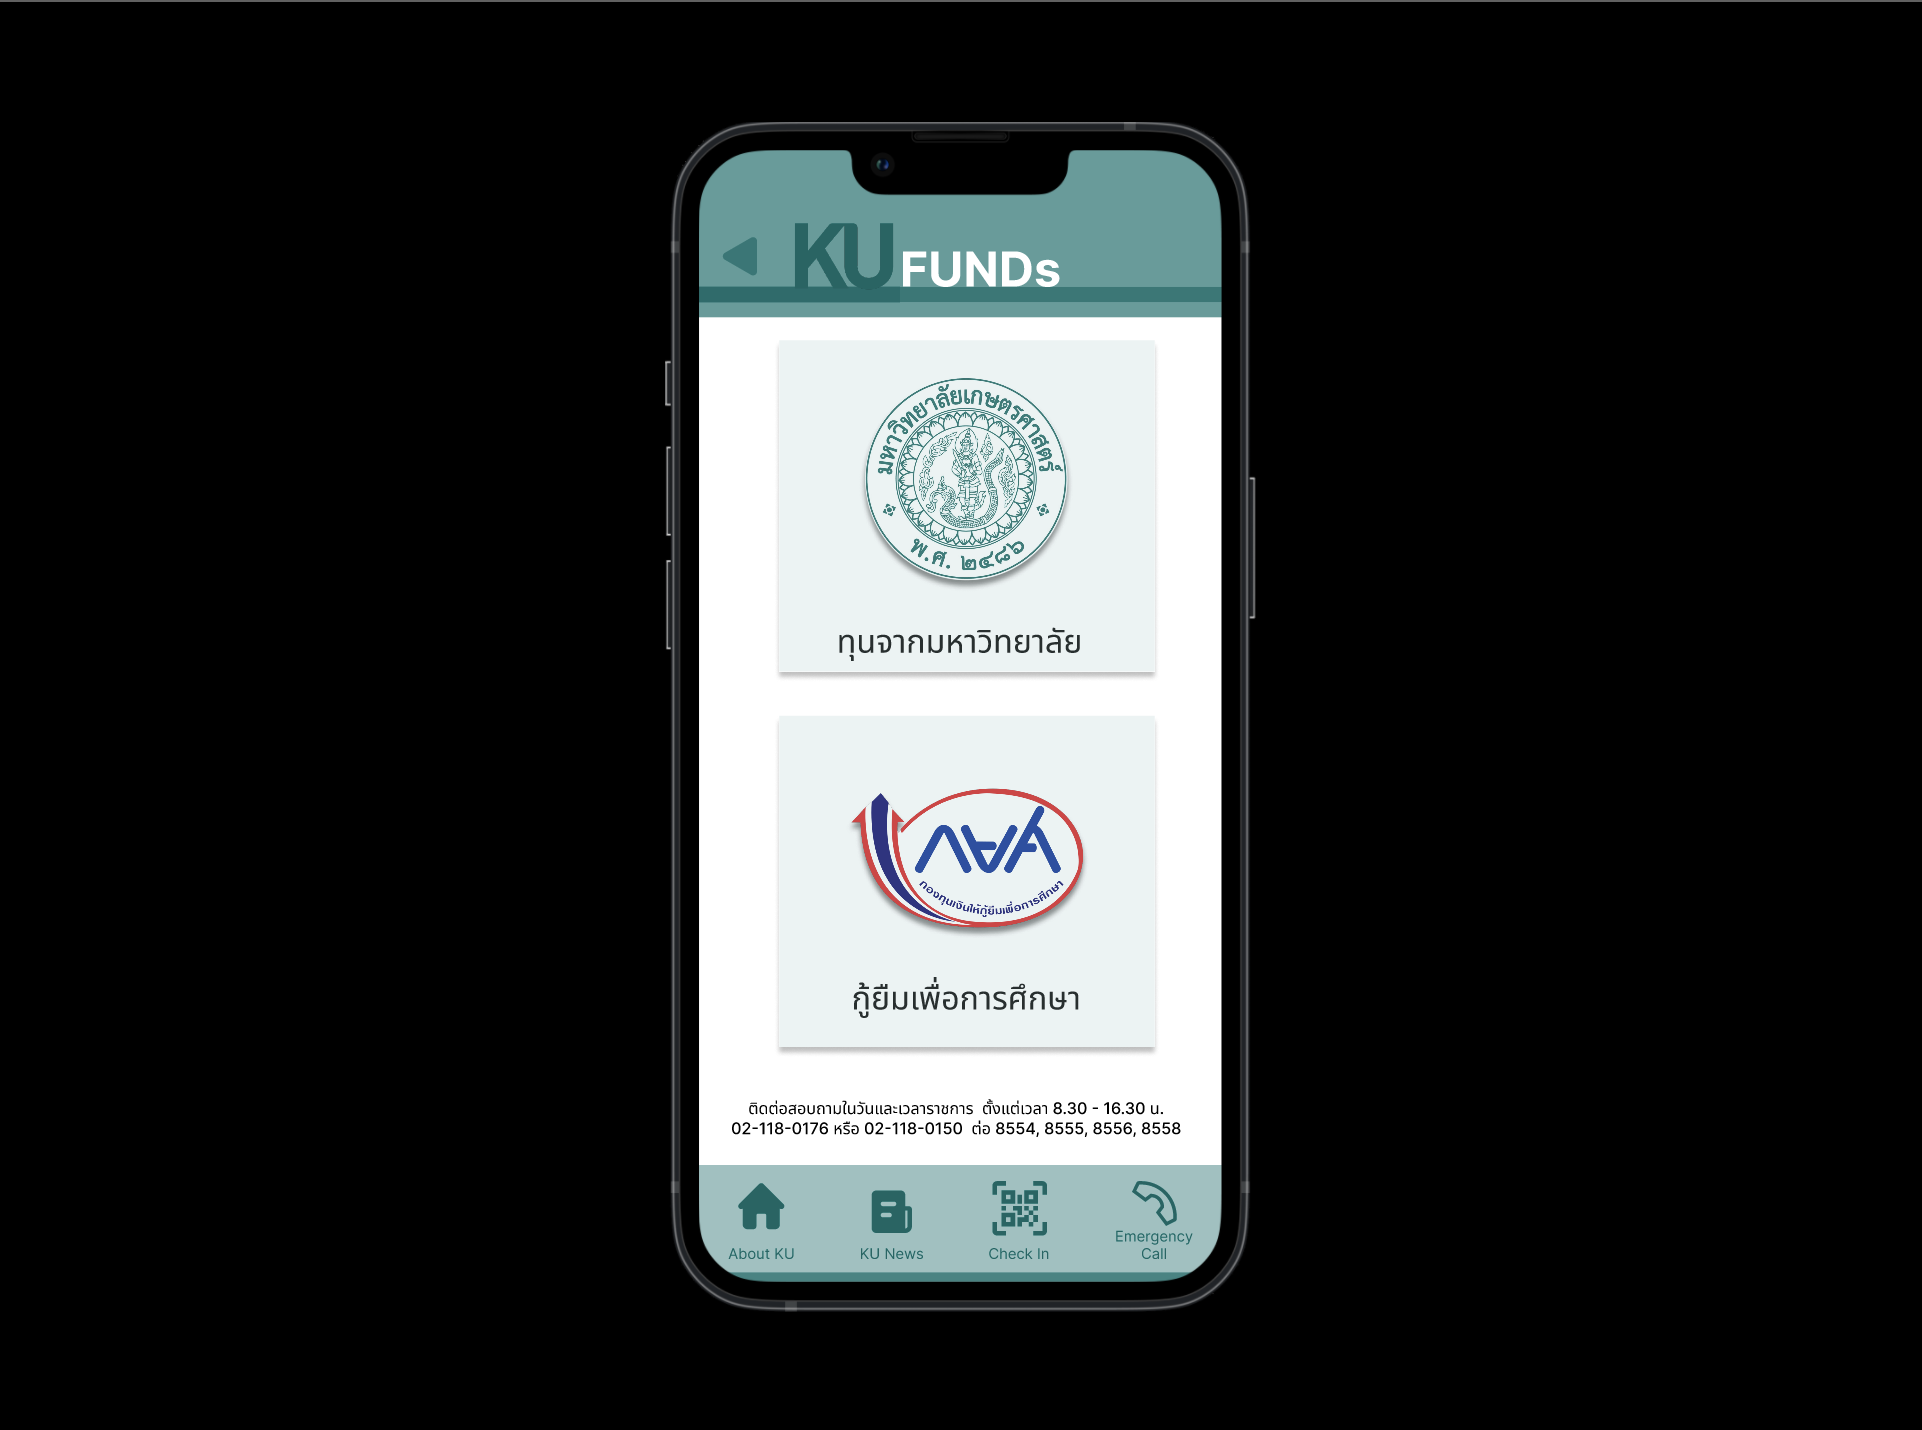 KU FUNDs
มหาวิทยาลัยเกษตรศาสตร์
พ.ศ. ๒๔๘๖
ทุนจากมหาวิทยาลัย
กยศ
กองทุนเงินให้กู้ยืมเพื่อการศึกษา
กู้ยืมเพื่อการศึกษา
ติดต่อสอบถามในวันและเวลาราชการ ตั้งแต่เวลา 8.30 - 16.30 น.
02-118-0176 หรือ 02-118-0150 ต่อ 8554, 8555, 8556, 8558
About KU
KU News
Check In
Emergency
Call